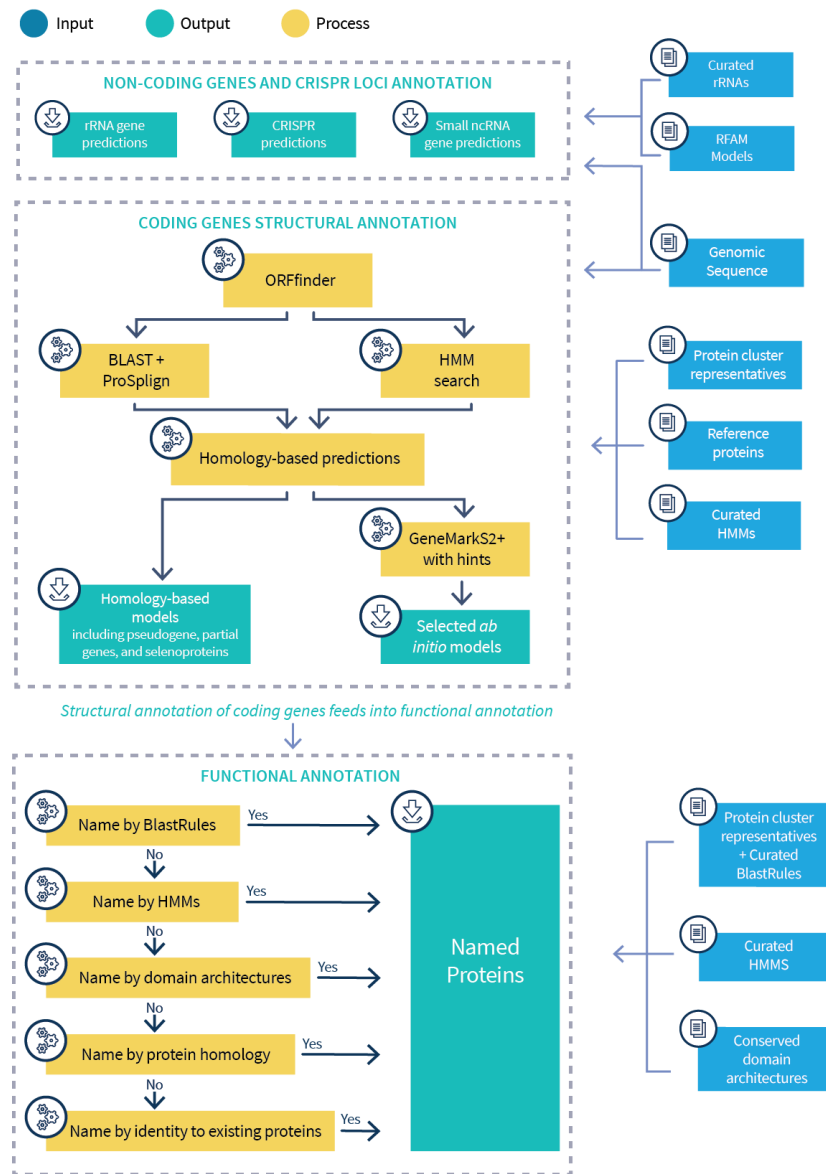 Input
Output
Process
NON-CODING GENES AND CRISPR LOCI ANNOTATION
rRNA gene
predictions
CRISPR
predictions
Small ncRNA
gene predictions
Curated
rRNAs
RFAM
Models
Genomic
Sequence
CODING GENES STRUCTURAL ANNOTATION
ORFfinder
BLAST +
ProSplign
HMM
search
Homology-based predictions
GeneMarkS2+
with hints
Homology-based
models
including pseudogene, partial
genes, and selenoproteins
Selected ab
initio models
Protein cluster
representatives
Reference
proteins
Curated
HMMs
Structural annotation of coding genes feeds into functional annotation
FUNCTIONAL ANNOTATION
Name by BlastRules
Yes
No
Name by HMMs
Yes
No
Name by domain architectures
Yes
No
Name by protein homology
Yes
No
Name by identity to existing proteins
Yes
Named
Proteins
Protein cluster
representatives
+ Curated
BlastRules
Curated
HMMS
Conserved
domain
architectures